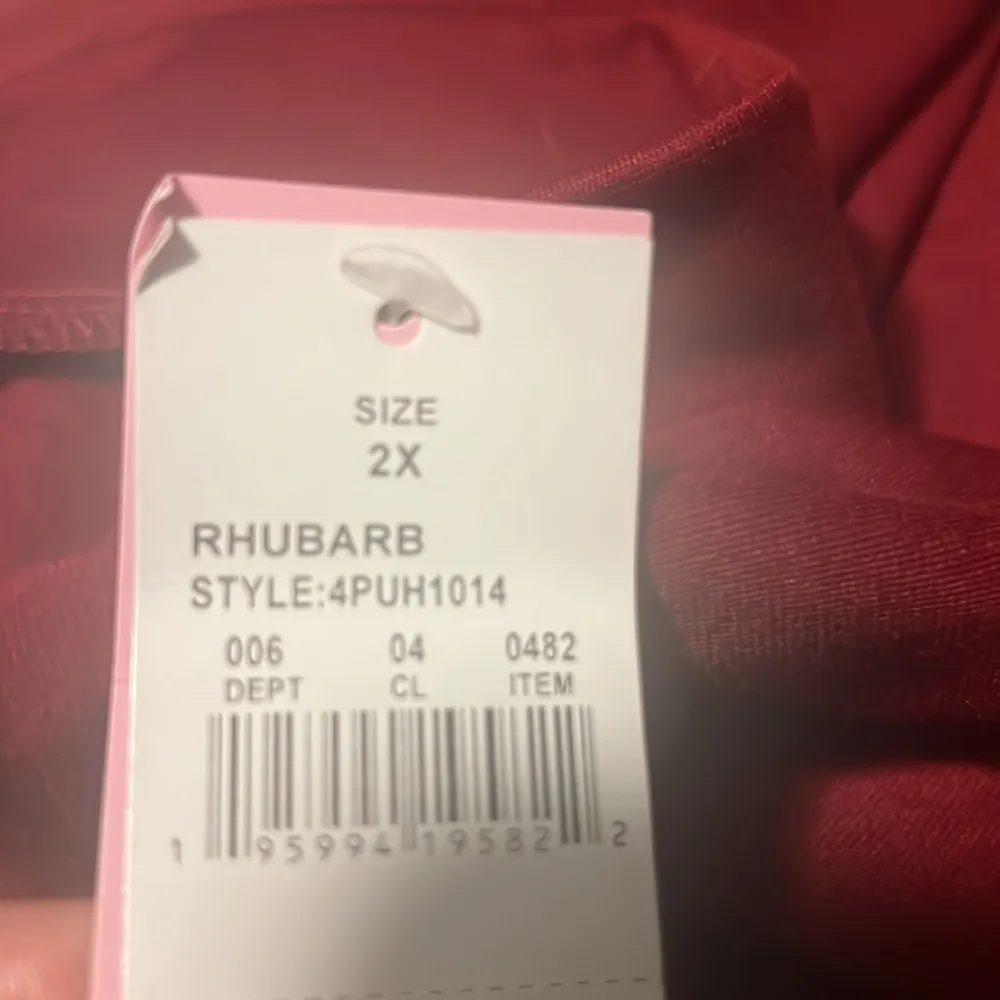 SIZE
2X
RHUBARB
STYLE:4PUH1014
006 04 0482
DEPT CL ITEM
1 95994 19582 2